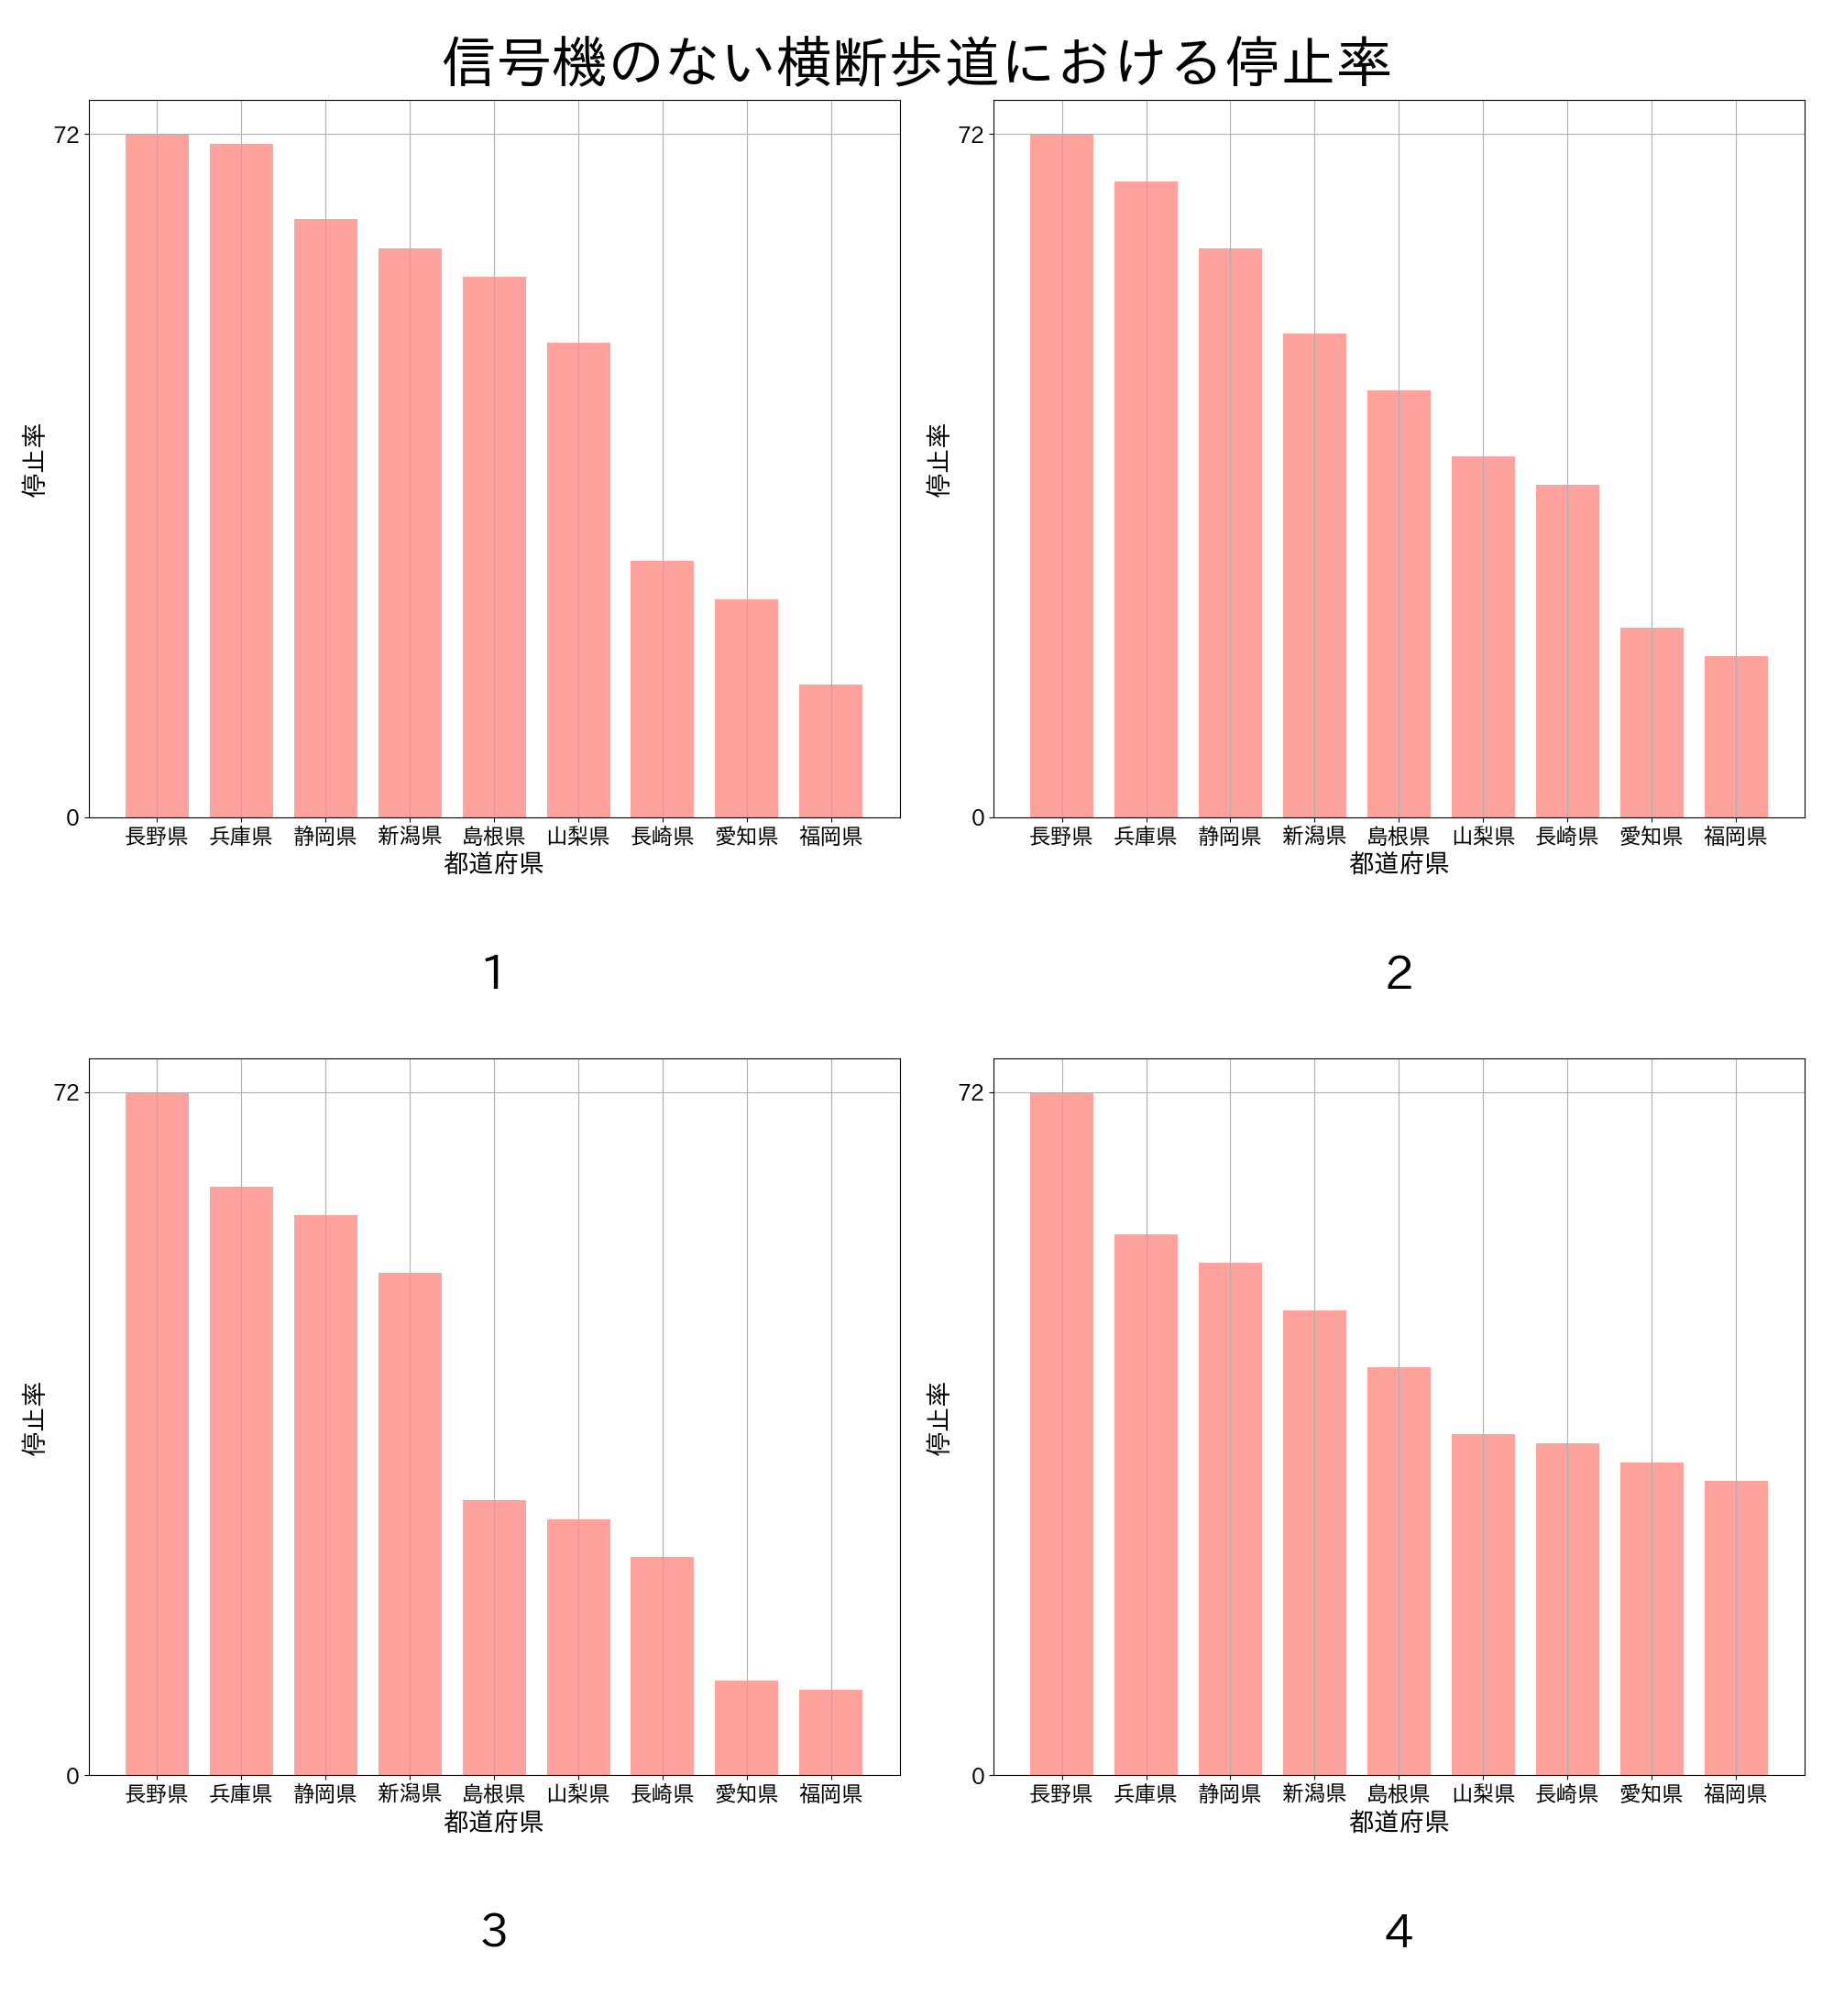 信号機のない横断歩道における停止率
72
0
停止率
長野県 兵庫県 静岡県 新潟県 島根県 山梨県 長崎県 愛知県 福岡県
都道府県
1
72
0
停止率
長野県 兵庫県 静岡県 新潟県 島根県 山梨県 長崎県 愛知県 福岡県
都道府県
2
72
0
停止率
長野県 兵庫県 静岡県 新潟県 島根県 山梨県 長崎県 愛知県 福岡県
都道府県
3
72
0
停止率
長野県 兵庫県 静岡県 新潟県 島根県 山梨県 長崎県 愛知県 福岡県
都道府県
4